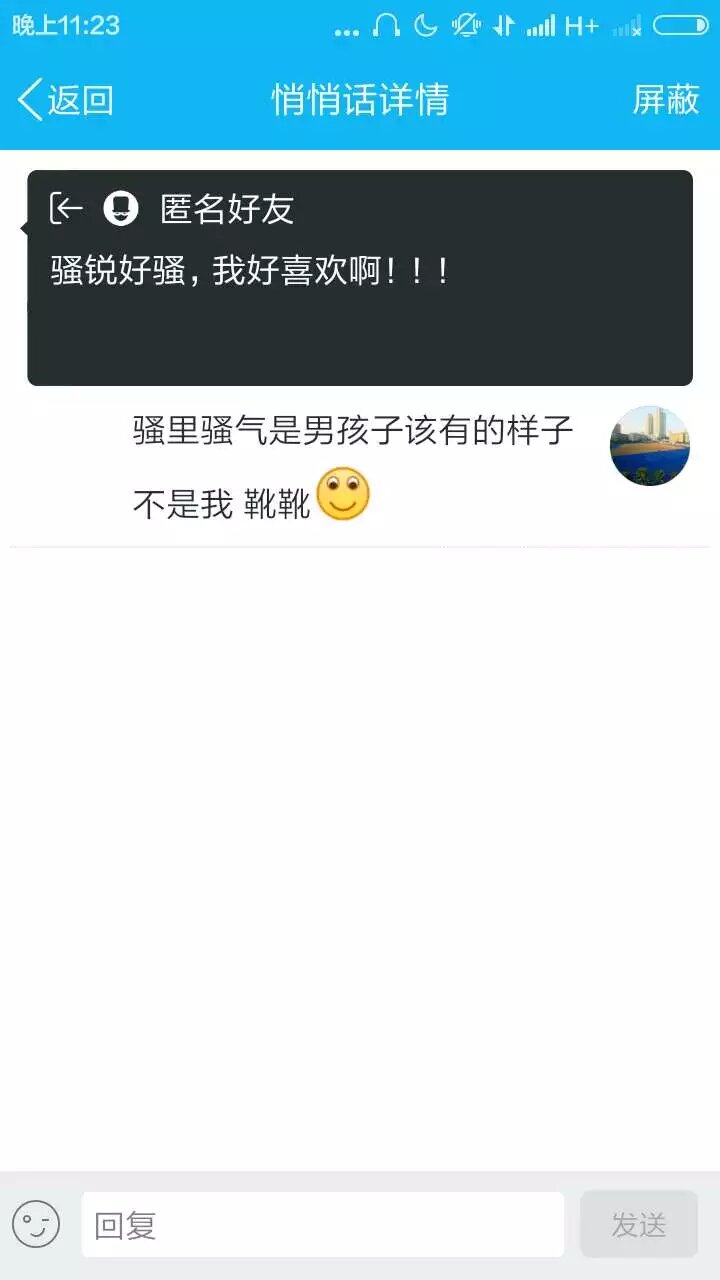 晚上11:23
H+
返回
悄悄话详情
屏蔽
匿名好友
骚锐好骚，我好喜欢啊！！！
骚里骚气是男孩子该有的样子
不是我 靴靴
回复
发送